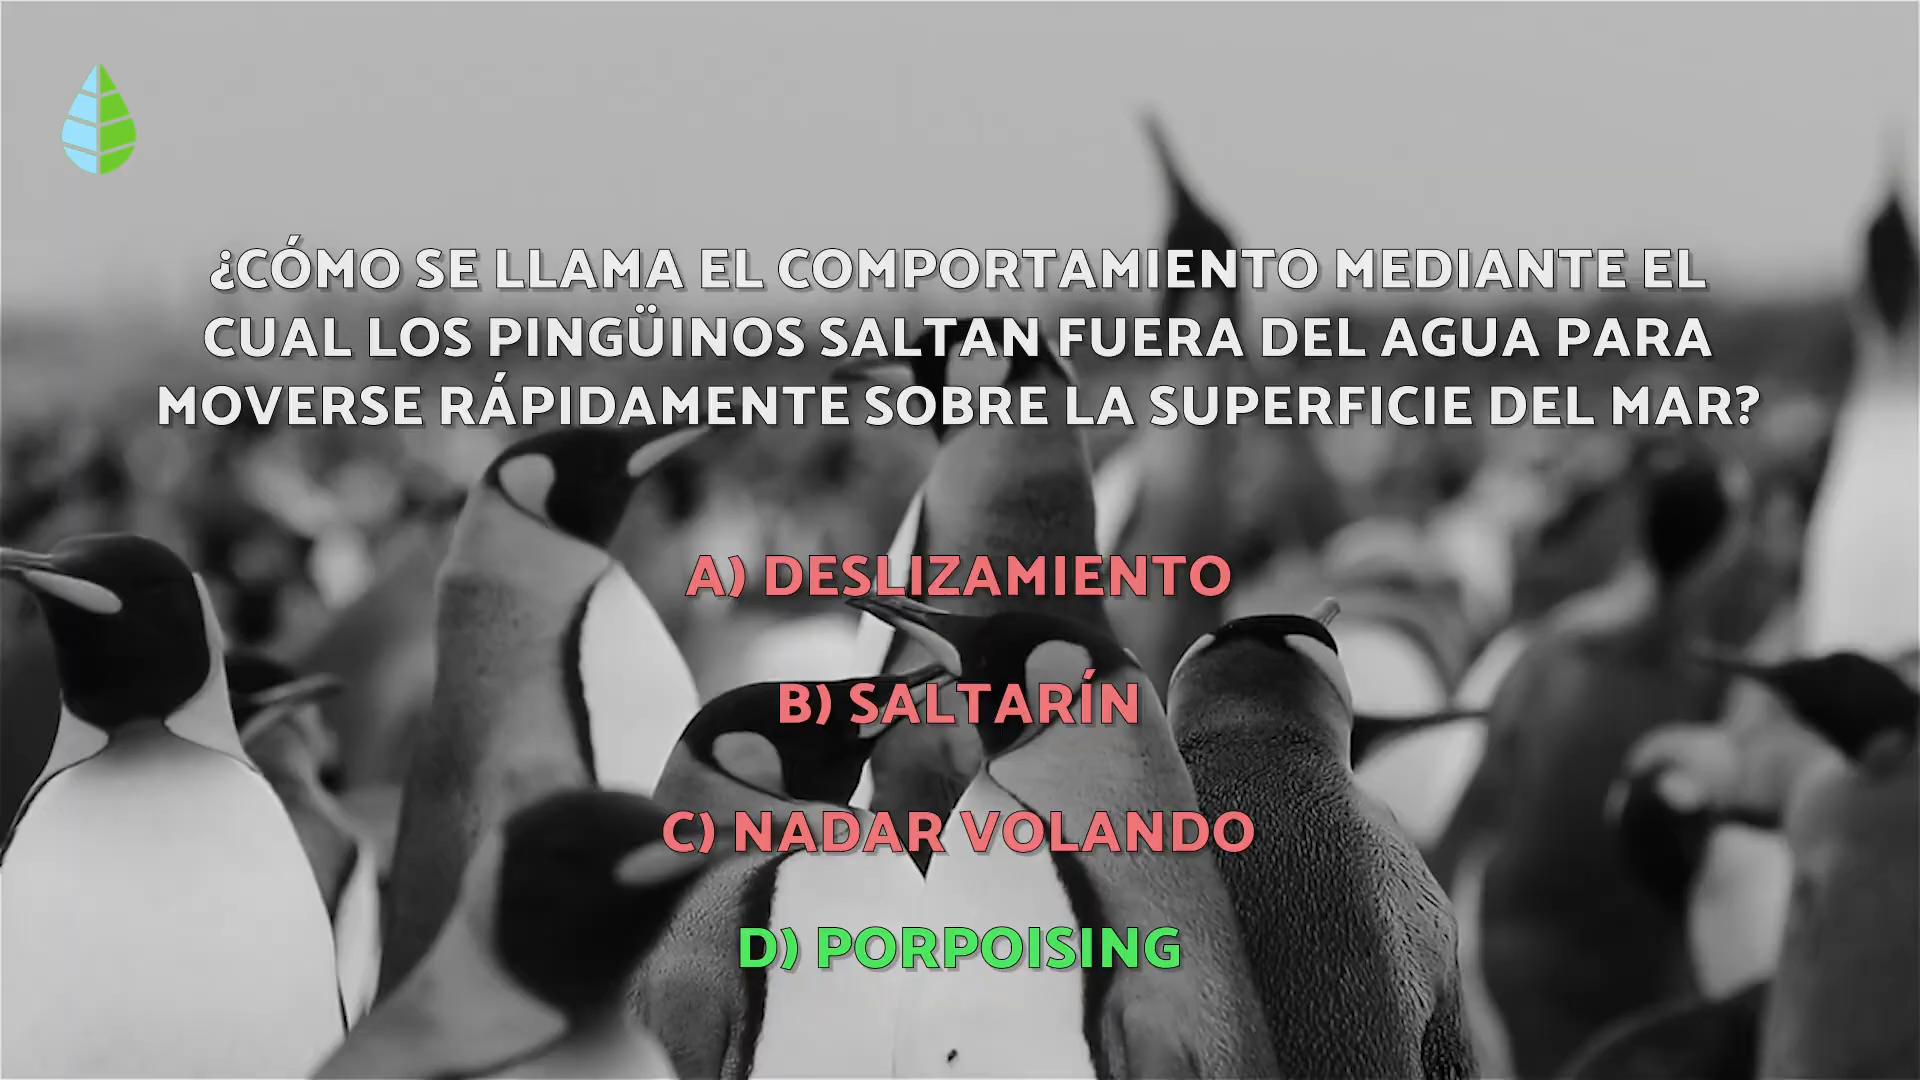 ¿CÓMO SE LLAMA EL COMPORTAMIENTO MEDIANTE EL
CUAL LOS PINGÜINOS SALTAN FUERA DEL AGUA PARA
MOVERSE RÁPIDAMENTE SOBRE LA SUPERFICIE DEL MAR?
A) DESLIZAMIENTO
B) SALTARÍN
C) NADAR VOLANDO
D) PORPOISING